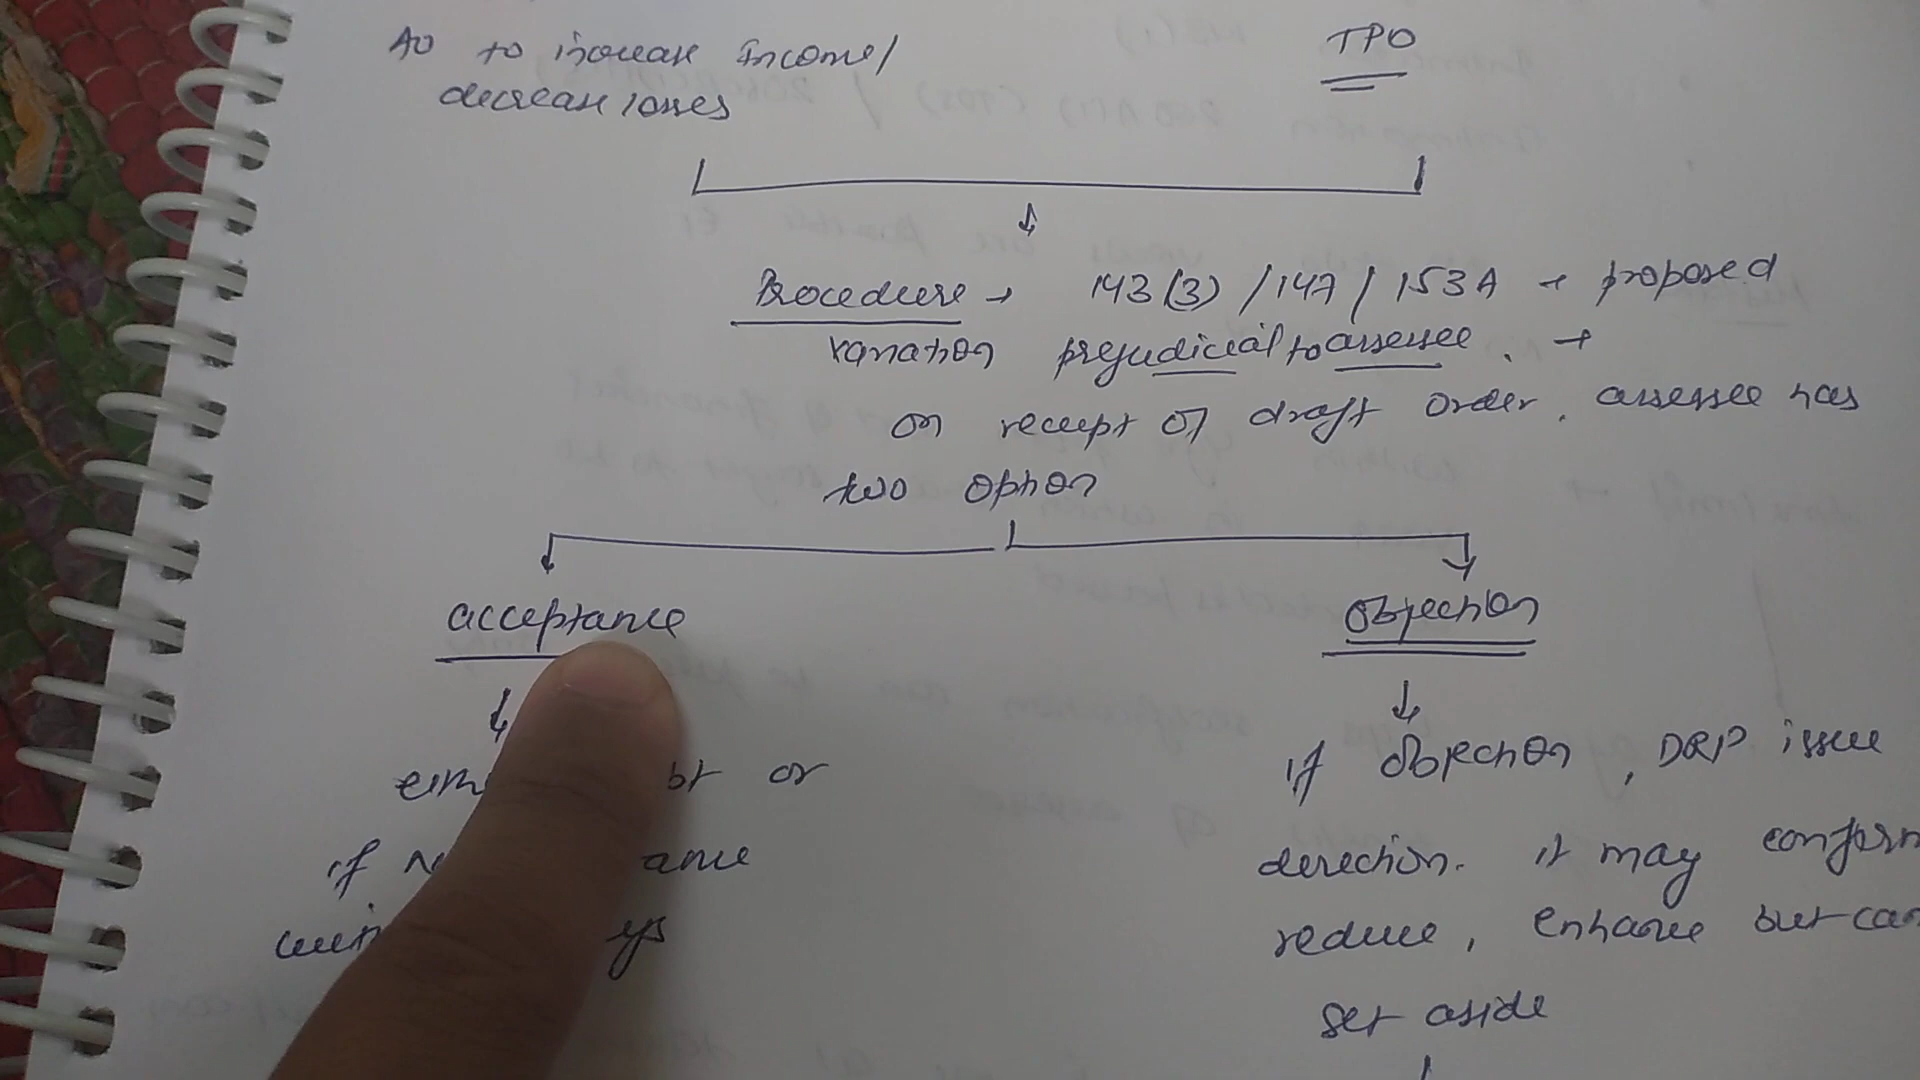 AO to increase Income/
decrease losses
TPO
Procedure → 143(3) /147 / 153A → proposed
variation prejudicial to assessee. →
on receipt of draft order, assessee has
two option
acceptance
objection
or
if
if objection, DRP issue
direction. it may confirm
reduce, enhance but can
set aside